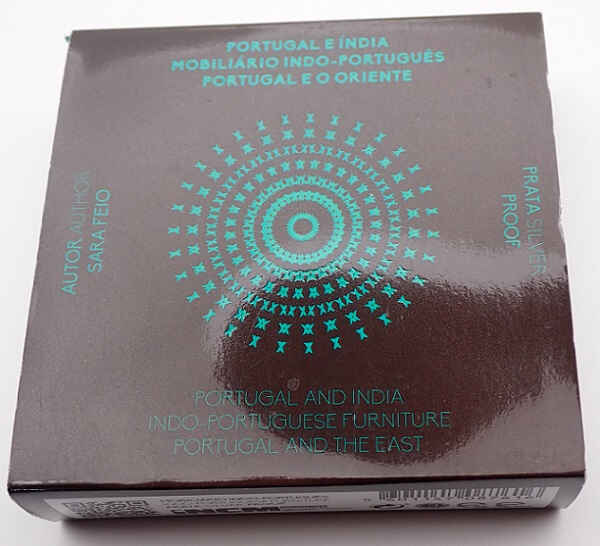 PORTUGAL E ÍNDIA
MOBILIÁRIO INDO-PORTUGUÊS
PORTUGAL E O ORIENTE
AUTOR AUTHOR
SARA FEIO
PRATA SILVER
PROOF
PORTUGAL AND INDIA
INDO-PORTUGUESE FURNITURE
PORTUGAL AND THE EAST
INCM